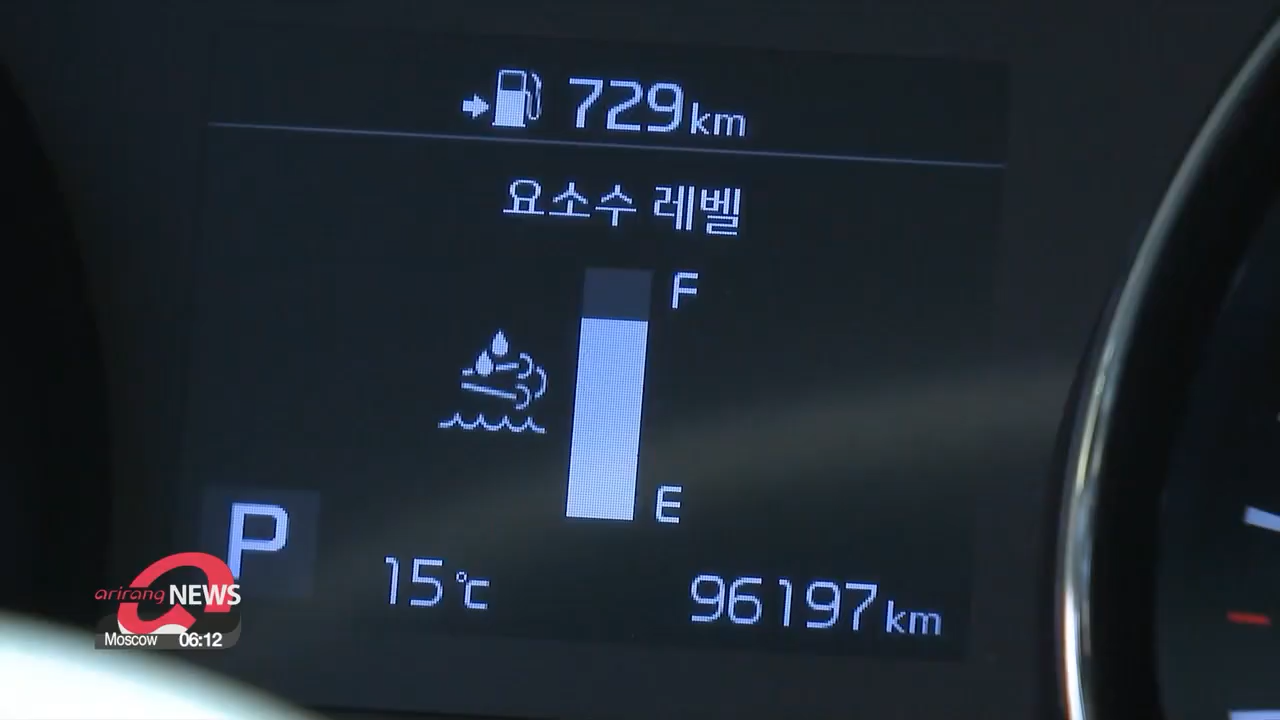 729km
요소수 레벨
F
E
P
15℃
96197km
arirang NEWS
Moscow 06:12